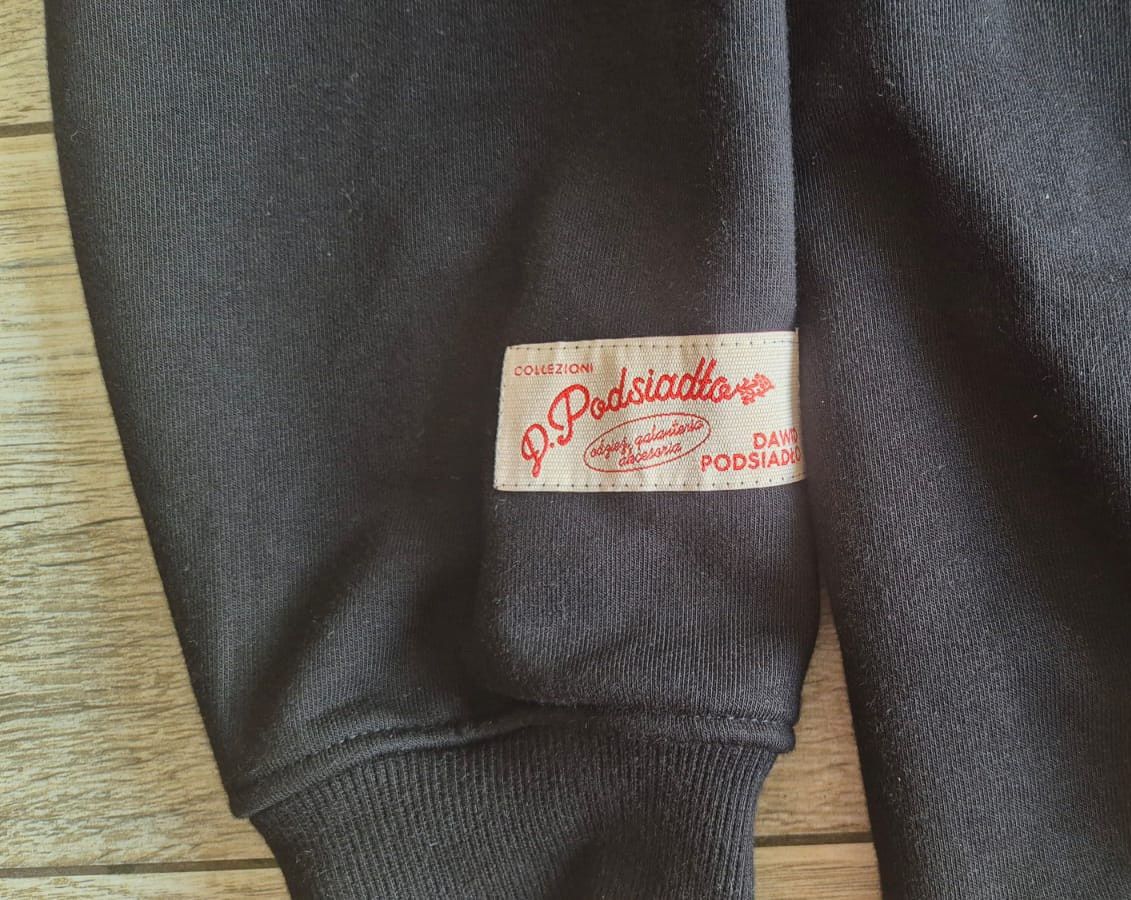 COLLEZIONI
D. Podsiadło
odzież, galanteria
akcesoria
DAWID
PODSIADŁO